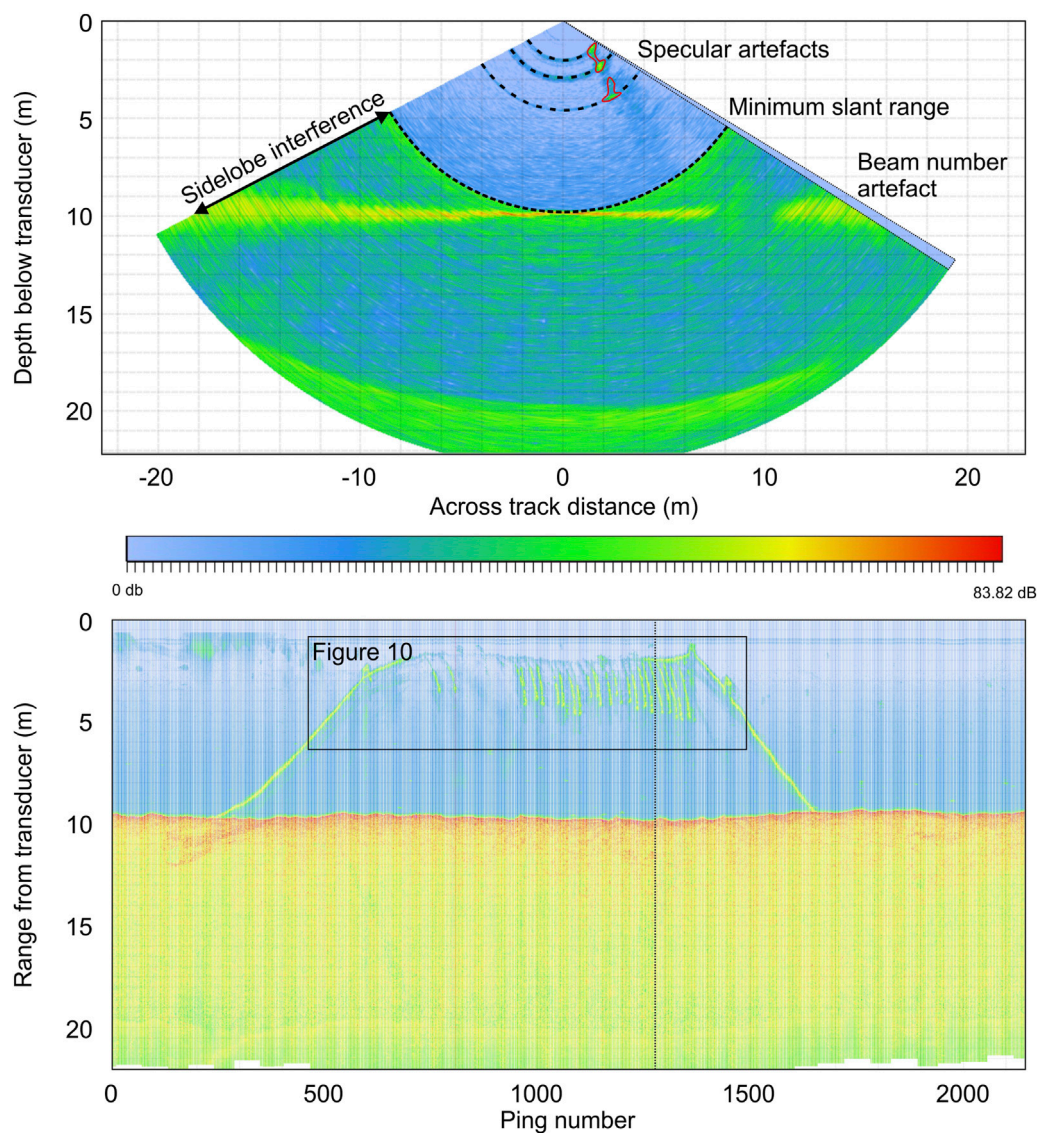 0
Specular artefacts
Minimum slant range
5
Sidelobe interference
Beam number
artefact
10
15
20
Depth below transducer (m)
-20 -10 0 10 20
Across track distance (m)
0 db 83.82 dB
0
Figure 10
5
10
15
20
Range from transducer (m)
0 500 1000 1500 2000
Ping number